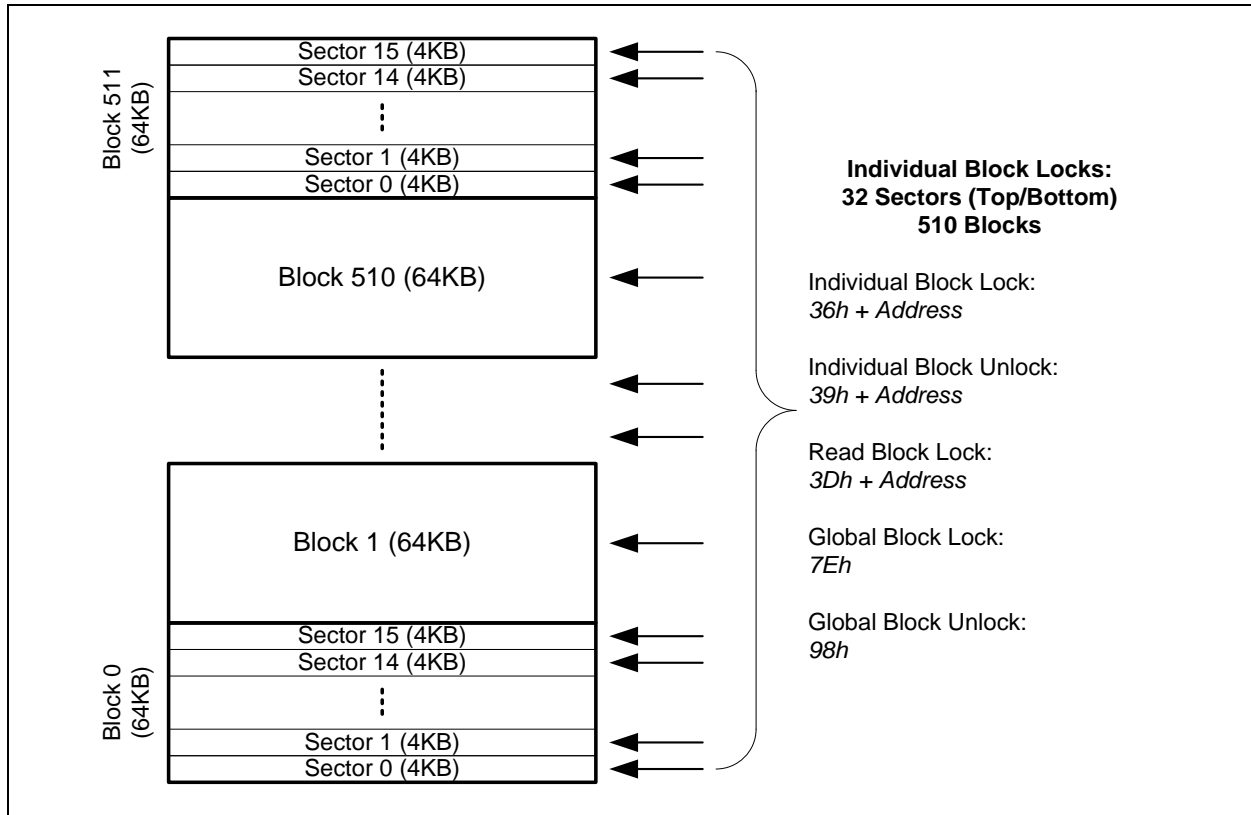 Block 511
(64KB)
Sector 15 (4KB)
Sector 14 (4KB)
Sector 1 (4KB)
Sector 0 (4KB)
Block 510 (64KB)
Block 1 (64KB)
Block 0
(64KB)
Sector 15 (4KB)
Sector 14 (4KB)
Sector 1 (4KB)
Sector 0 (4KB)
Individual Block Locks:
32 Sectors (Top/Bottom)
510 Blocks
Individual Block Lock:
36h + Address
Individual Block Unlock:
39h + Address
Read Block Lock:
3Dh + Address
Global Block Lock:
7Eh
Global Block Unlock:
98h